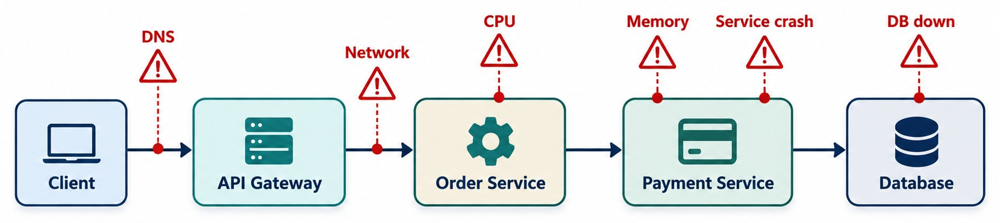 DNS
Network
CPU
Memory
Service crash
DB down
Client
API Gateway
Order Service
Payment Service
Database